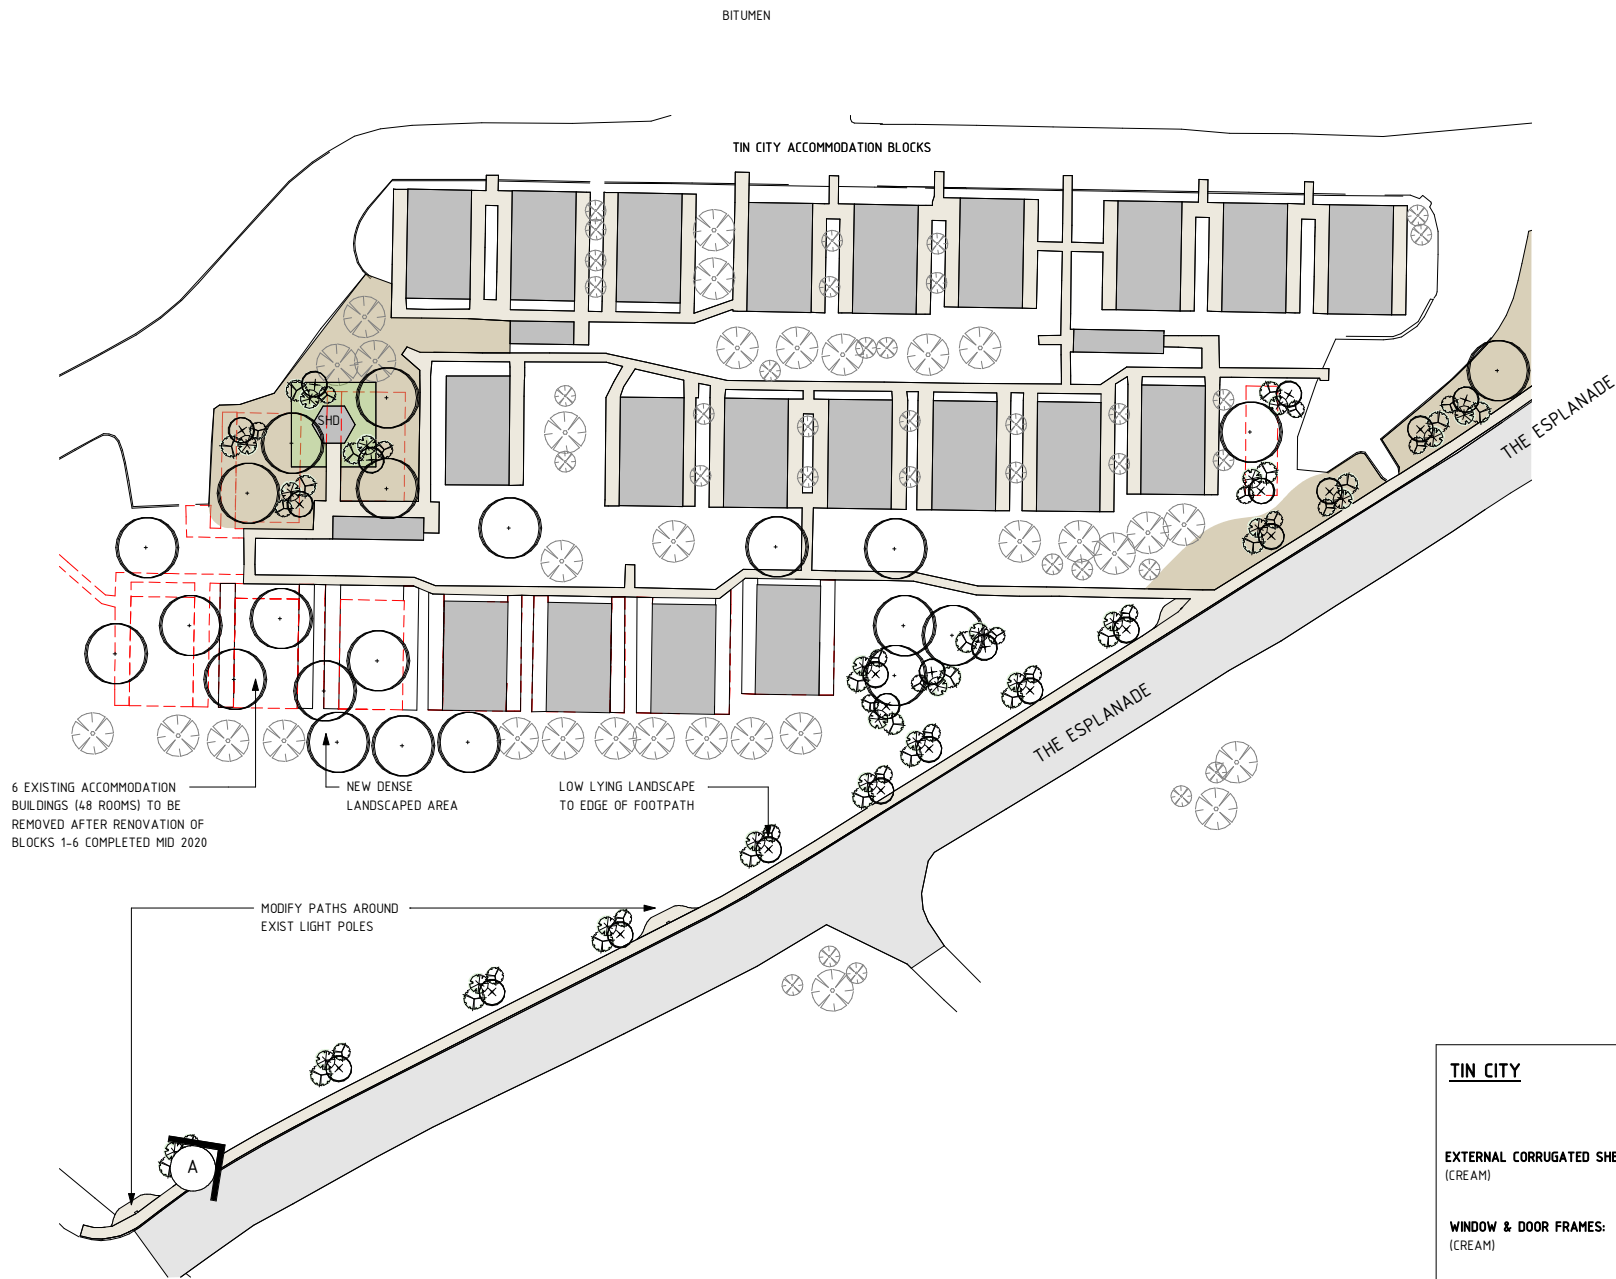 BITUMEN
TIN CITY ACCOMMODATION BLOCKS
THE ESPLANADE
SHD
THE ESPLANADE
6 EXISTING ACCOMMODATION
BUILDINGS (48 ROOMS) TO BE
REMOVED AFTER RENOVATION OF
BLOCKS 1-6 COMPLETED MID 2020
NEW DENSE
LANDSCAPED AREA
LOW LYING LANDSCAPE
TO EDGE OF FOOTPATH
MODIFY PATHS AROUND
EXIST LIGHT POLES
A
TIN CITY
EXTERNAL CORRUGATED SHE
(CREAM)
WINDOW & DOOR FRAMES:
(CREAM)